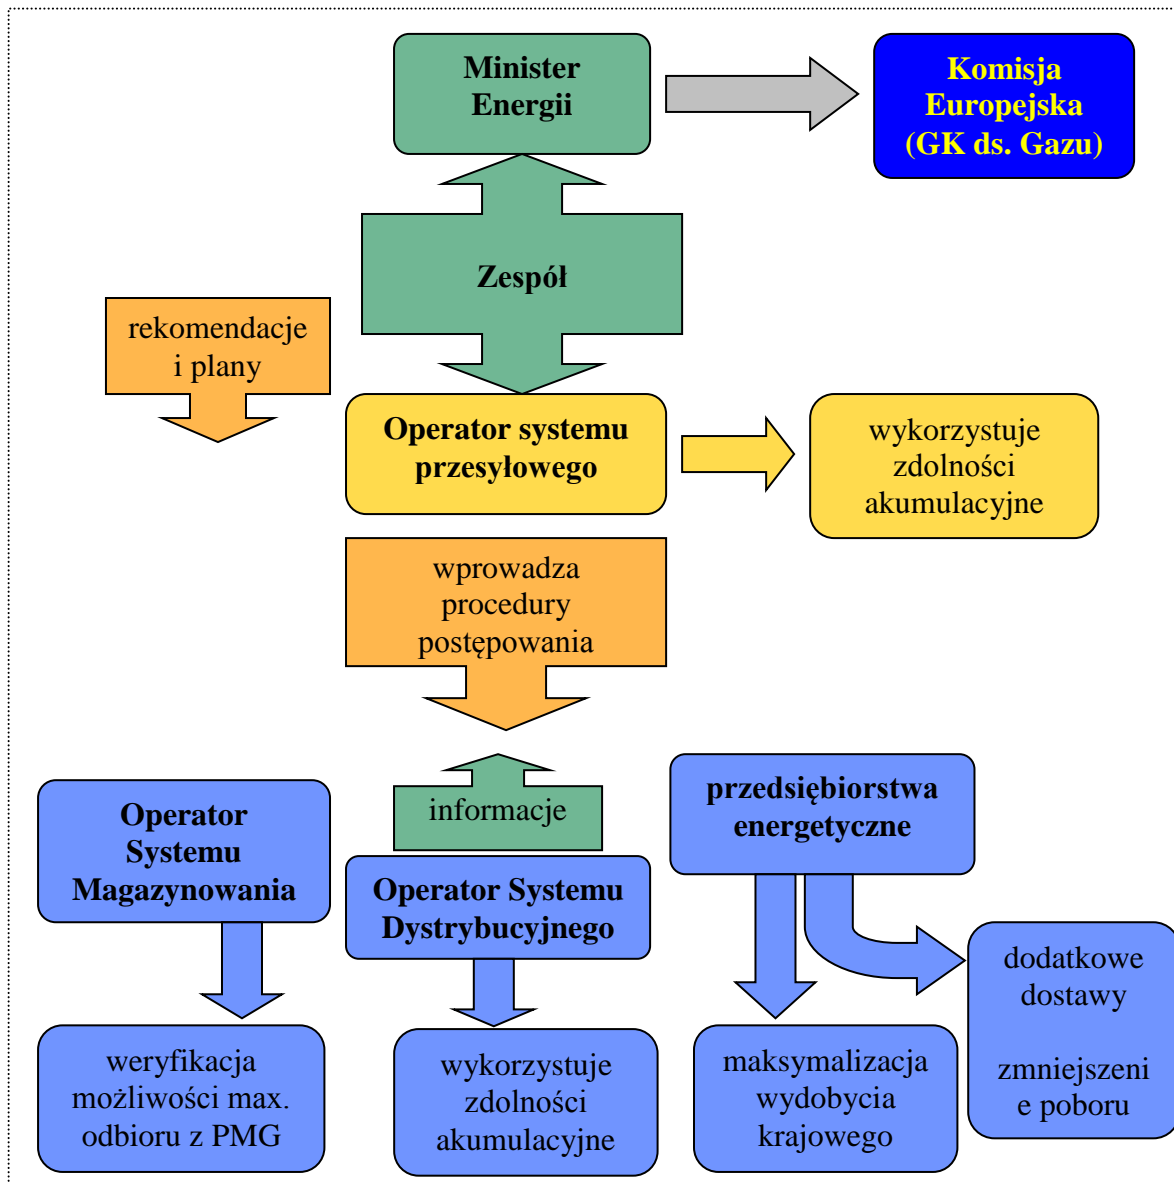 Minister
Energii
Komisja
Europejska
(GK ds. Gazu)
Zespół
rekomendacje
i plany
Operator systemu
przesyłowego
wykorzystuje
zdolności
akumulacyjne
wprowadza
procedury
postępowania
informacje
Operator
Systemu
Magazynowania
Operator Systemu
Dystrybucyjnego
przedsiębiorstwa
energetyczne
weryfikacja
możliwości max.
odbioru z PMG
wykorzystuje
zdolności
akumulacyjne
maksymalizacja
wydobycia
krajowego
dodatkowe
dostawy
zmniejszeni
e poboru